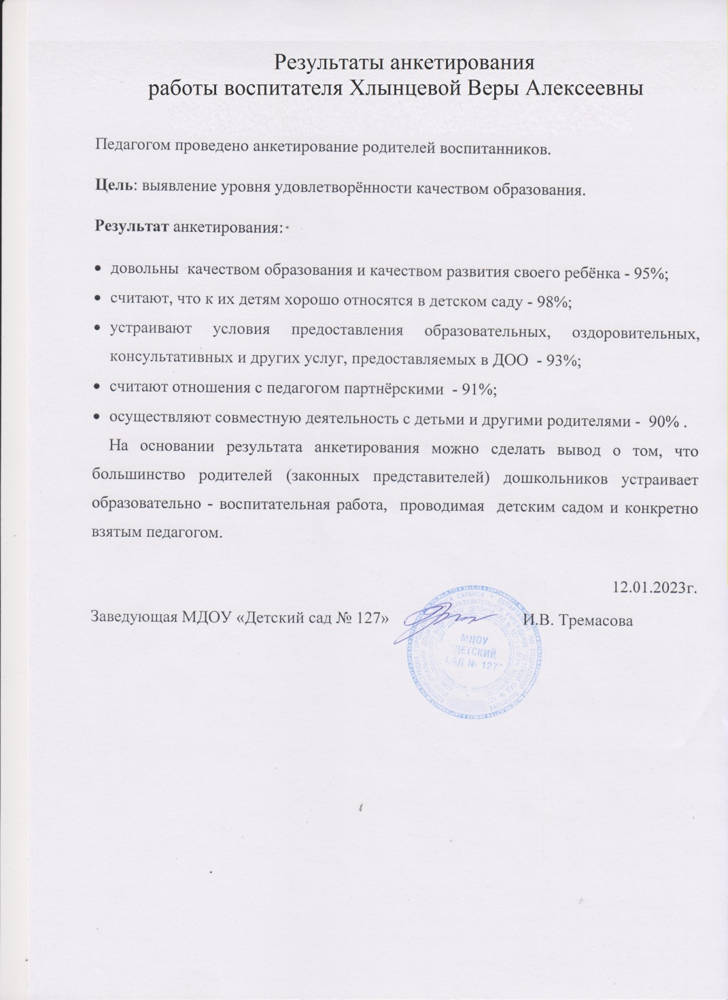 Результаты анкетирования
работы воспитателя Хлынцевой Веры Алексеевны
Педагогом проведено анкетирование родителей воспитанников.
Цель: выявление уровня удовлетворённости качеством образования.
Результат анкетирования:
• довольны качеством образования и качеством развития своего ребёнка - 95%;
• считают, что к их детям хорошо относятся в детском саду - 98%;
• устраивают условия предоставления образовательных, оздоровительных,
консультативных и других услуг, предоставляемых в ДОО - 93%;
• считают отношения с педагогом партнёрскими - 91%;
• осуществляют совместную деятельность с детьми и другими родителями - 90% .
На основании результата анкетирования можно сделать вывод о том, что
большинство родителей (законных представителей) дошкольников устраивает
образовательно - воспитательная работа, проводимая детским садом и конкретно
взятым педагогом.
12.01.2023г.
Заведующая МДОУ «Детский сад № 127» И.В. Тремасова
МДОУ
"ДЕТСКИЙ
САД № 127"